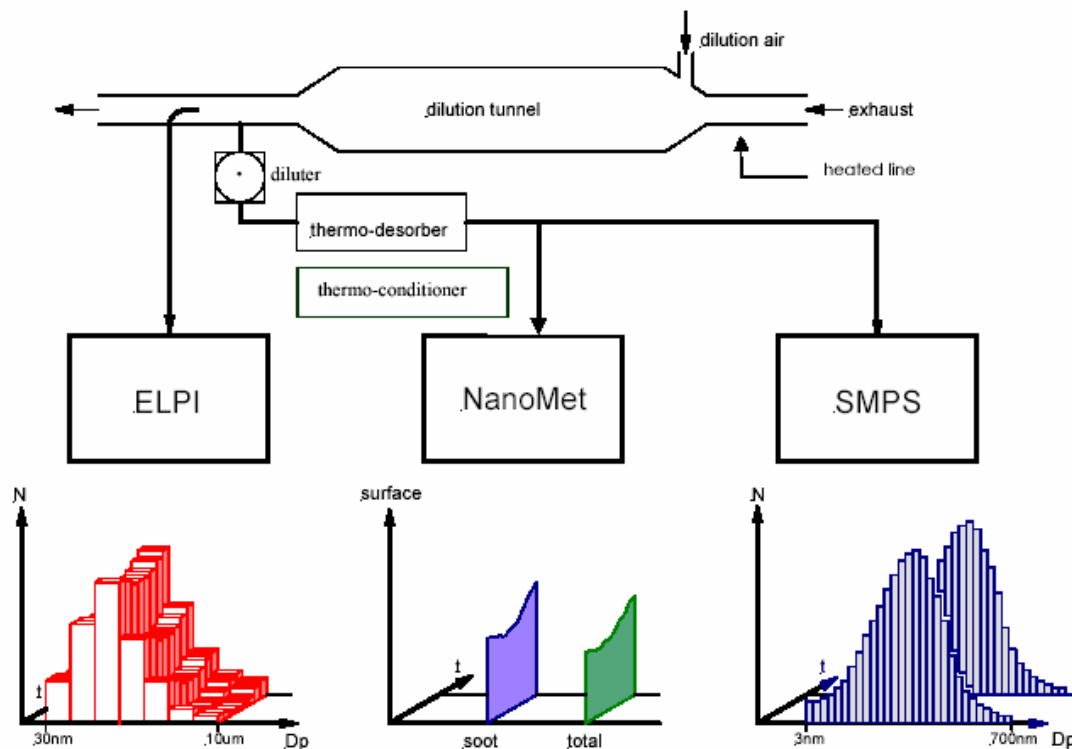 dilution air
dilution tunnel
exhaust
heated line
diluter
thermo-desorber
thermo-conditioner
ELPI
NanoMet
SMPS
N
t
30nm
10um
Dp
surface
t
soot
total
N
t
3nm
700nm
Dp